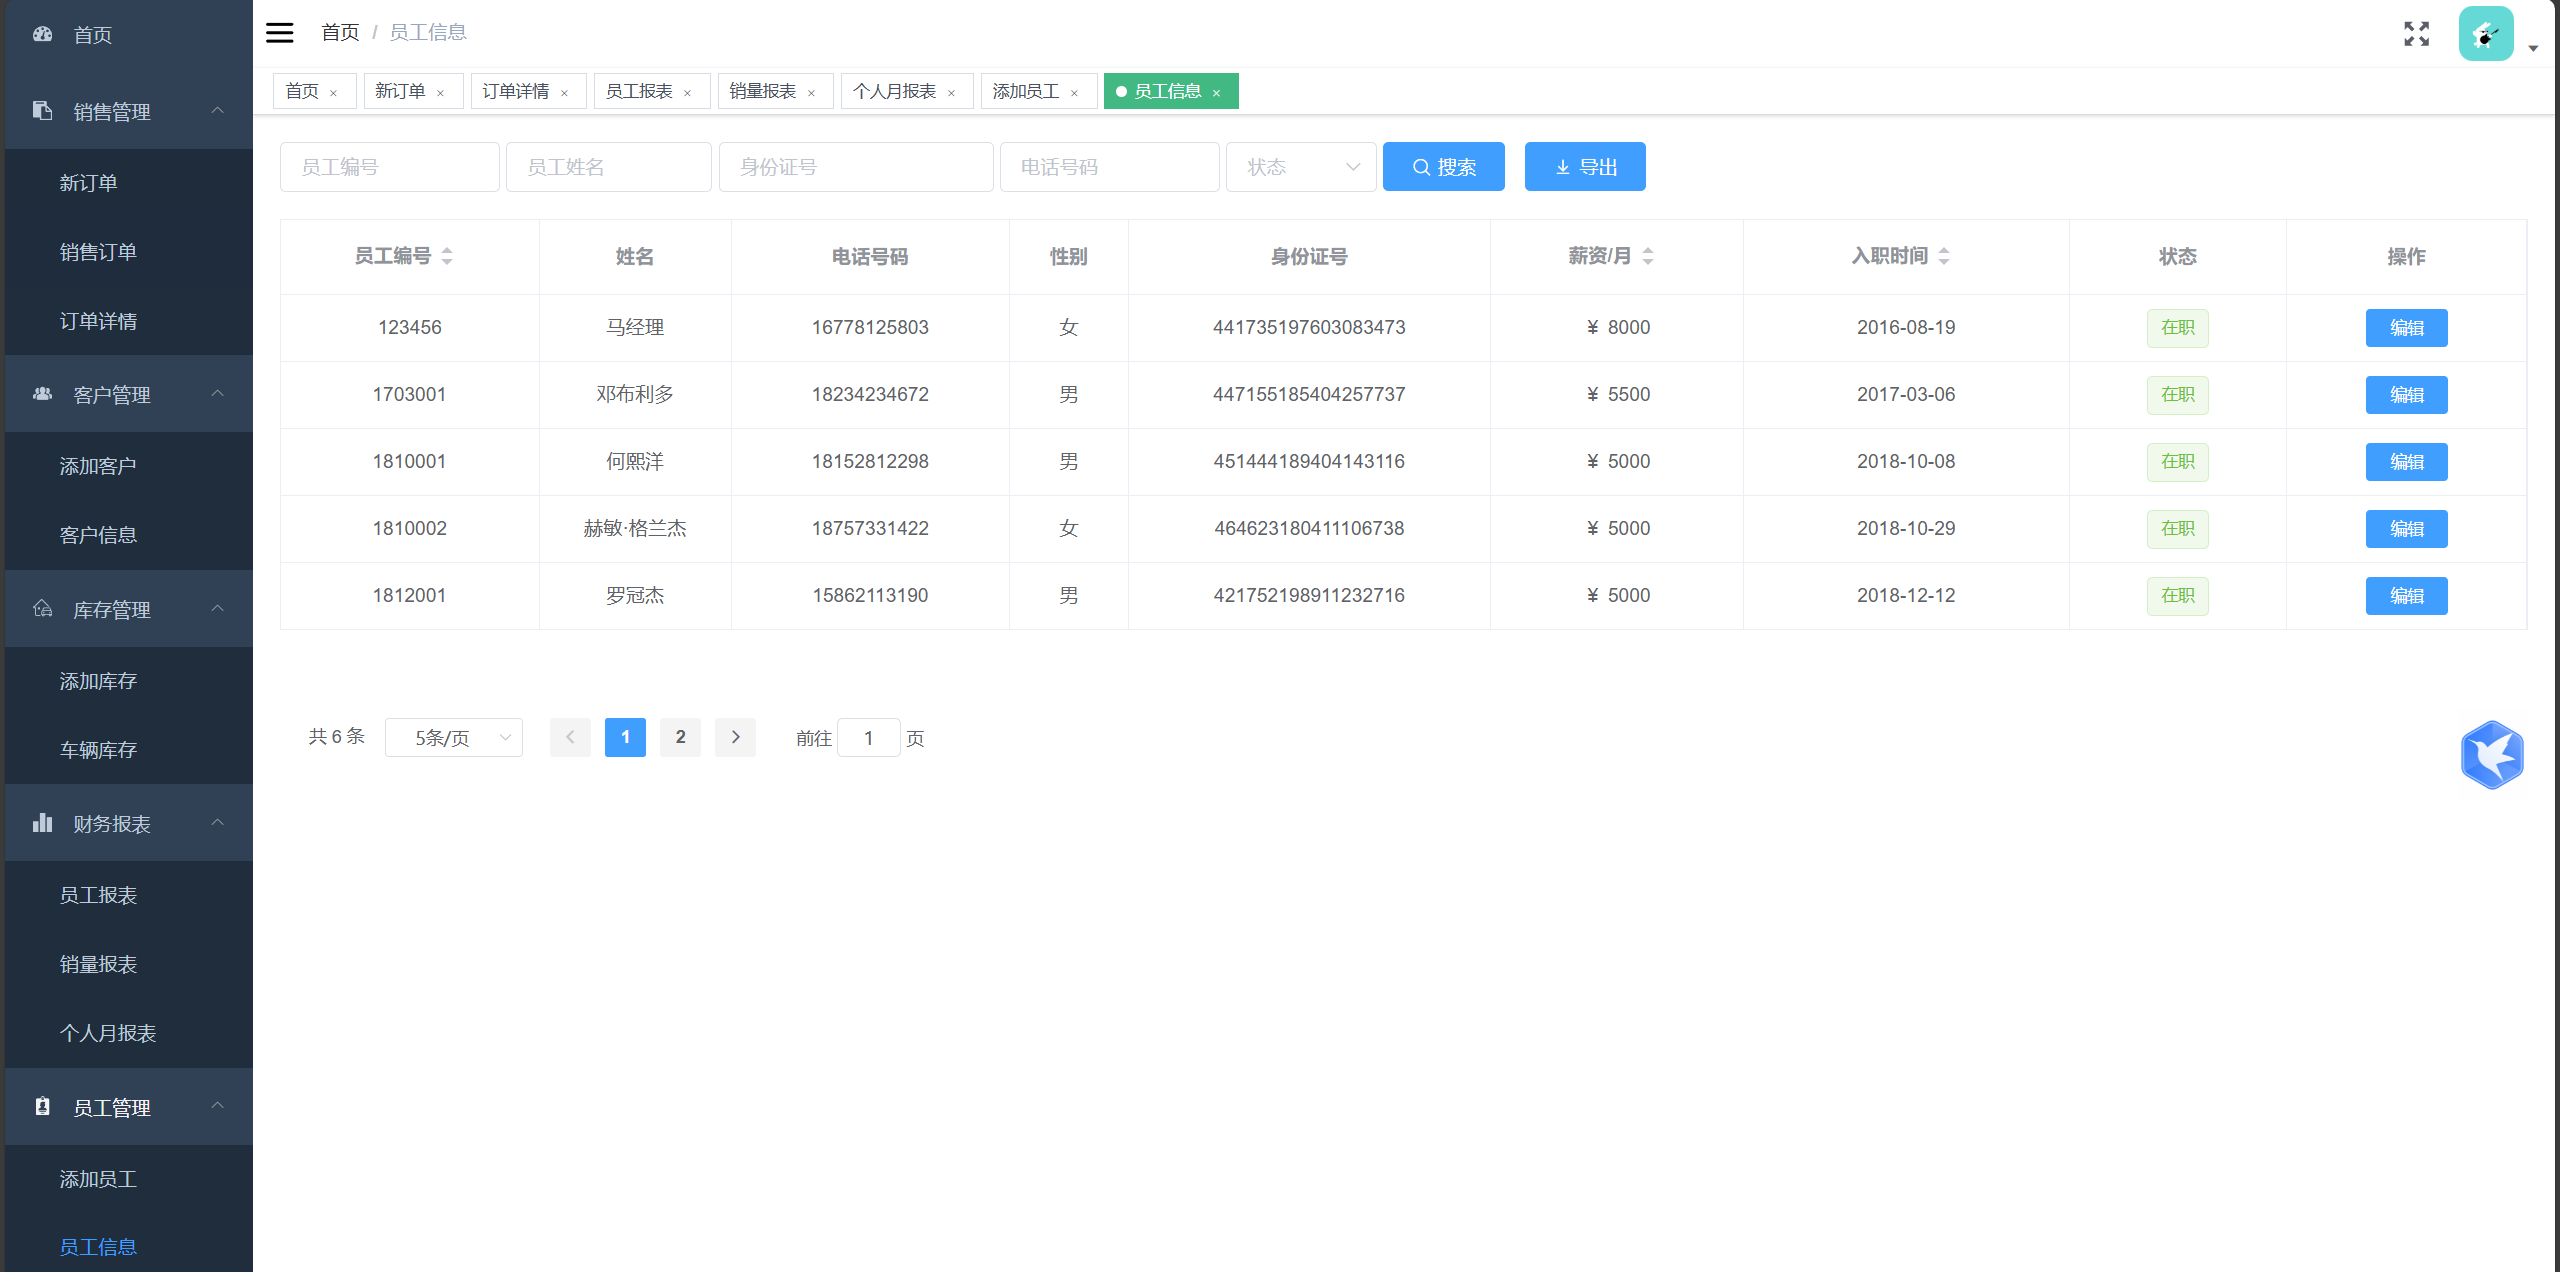 首页
销售管理
新订单
销售订单
订单详情
客户管理
添加客户
客户信息
库存管理
添加库存
车辆库存
财务报表
员工报表
销量报表
个人月报表
员工管理
添加员工
员工信息
首页 / 员工信息
首页 × 新订单 × 订单详情 × 员工报表 × 销量报表 × 个人月报表 × 添加员工 × 员工信息 ×
员工编号 员工姓名 身份证号 电话号码 状态 搜索 导出
员工编号 姓名 电话号码 性别 身份证号 薪资/月 入职时间 状态 操作
123456 马经理 16778125803 女 441735197603083473 ¥ 8000 2016-08-19 在职 编辑
1703001 邓布利多 18234234672 男 447155185404257737 ¥ 5500 2017-03-06 在职 编辑
1810001 何熙洋 18152812298 男 451444189404143116 ¥ 5000 2018-10-08 在职 编辑
1810002 赫敏·格兰杰 18757331422 女 464623180411106738 ¥ 5000 2018-10-29 在职 编辑
1812001 罗冠杰 15862113190 男 421752198911232716 ¥ 5000 2018-12-12 在职 编辑
共 6 条 5条/页 1 2 前往 1 页